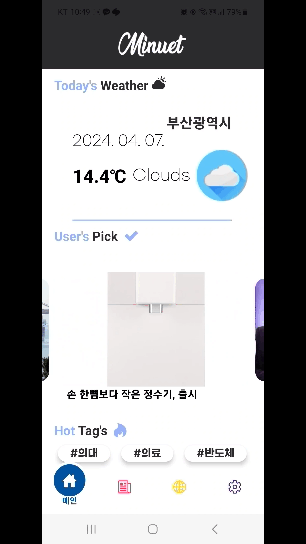 KT 10:49
73%
Minuet
Today's Weather
부산광역시
2024. 04. 07.
14.4℃ Clouds
User's Pick
손 한뼘보다 작은 정수기, 출시
Hot Tag's
#의대 #의료 #반도체
메인